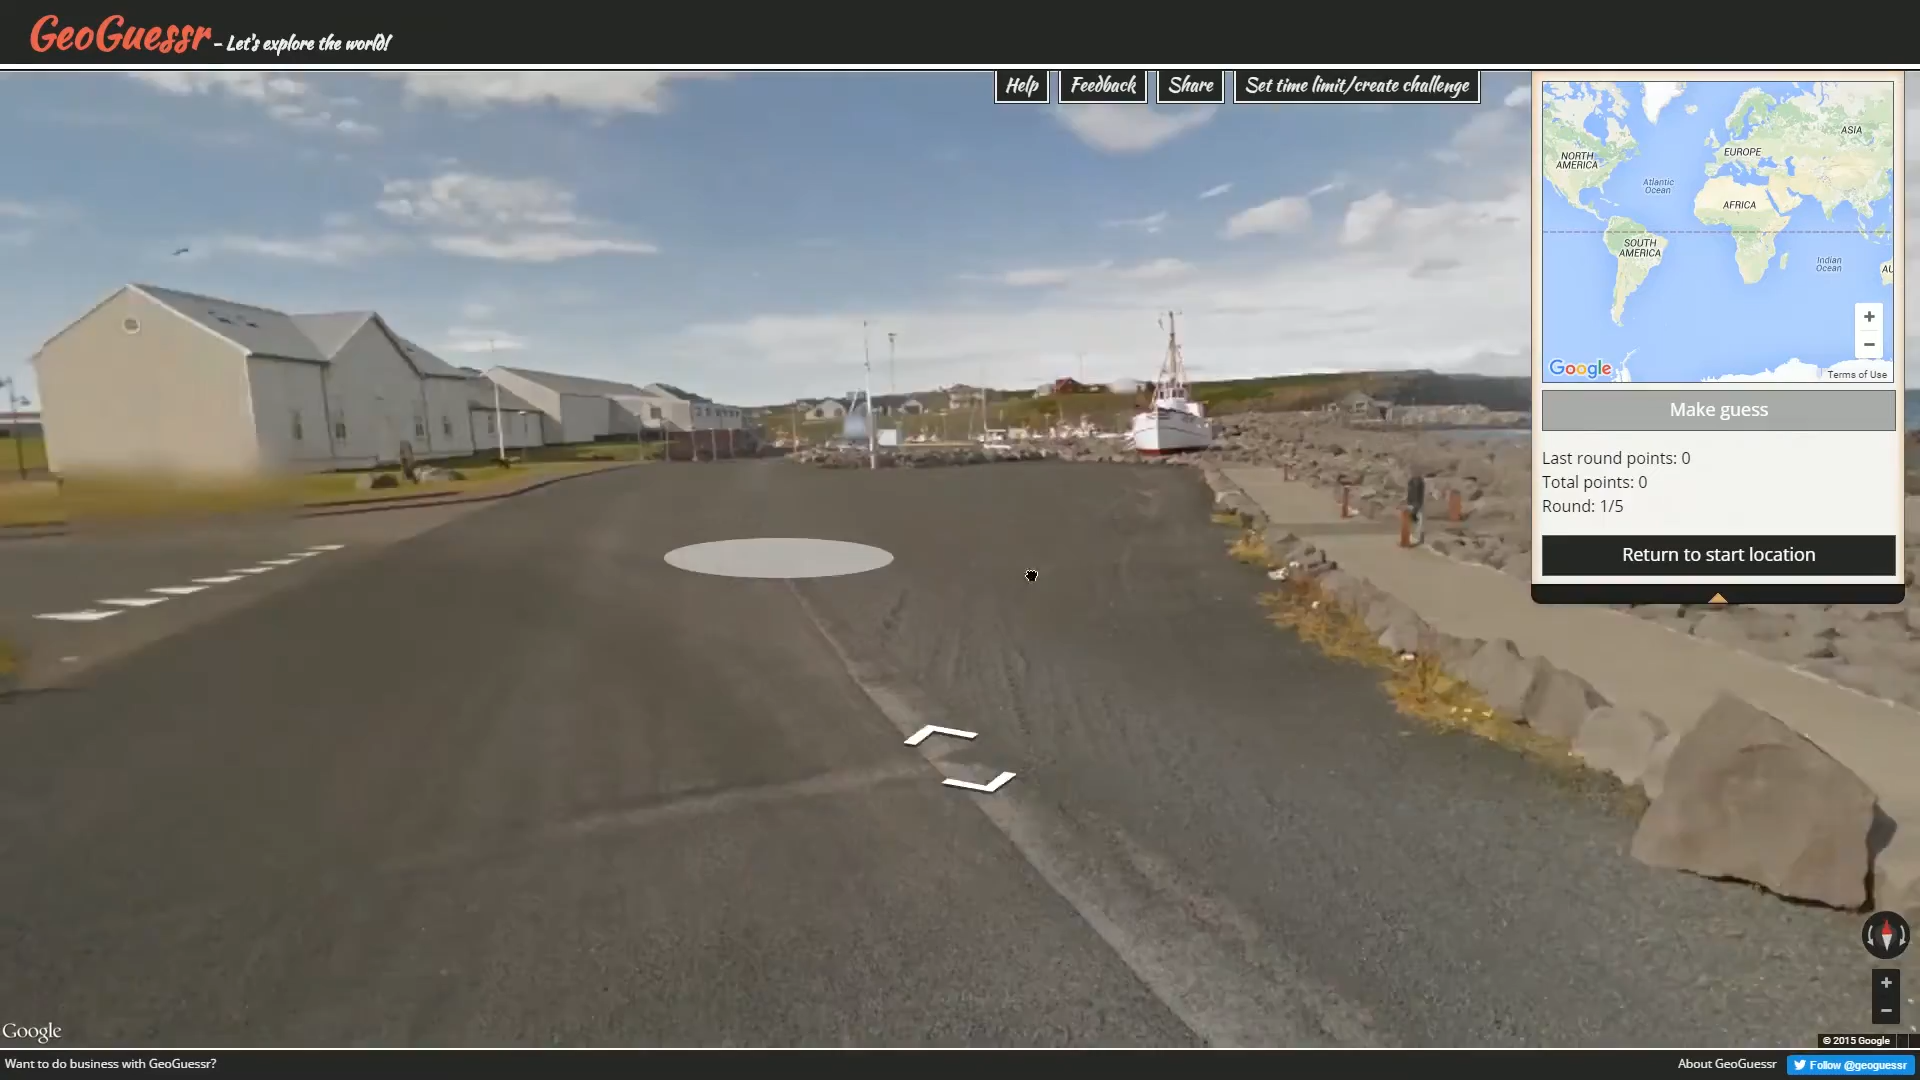 GeoGuessr - Let's explore the world!
Help
Feedback
Share
Set time limit/create challenge
NORTH AMERICA
Atlantic Ocean
EUROPE
ASIA
AFRICA
SOUTH AMERICA
Indian Ocean
AU
+
−
Google
Terms of Use
Make guess
Last round points: 0
Total points: 0
Round: 1/5
Return to start location
+
−
Google
© 2015 Google
Want to do business with GeoGuessr?
About GeoGuessr
Follow @geoguessr